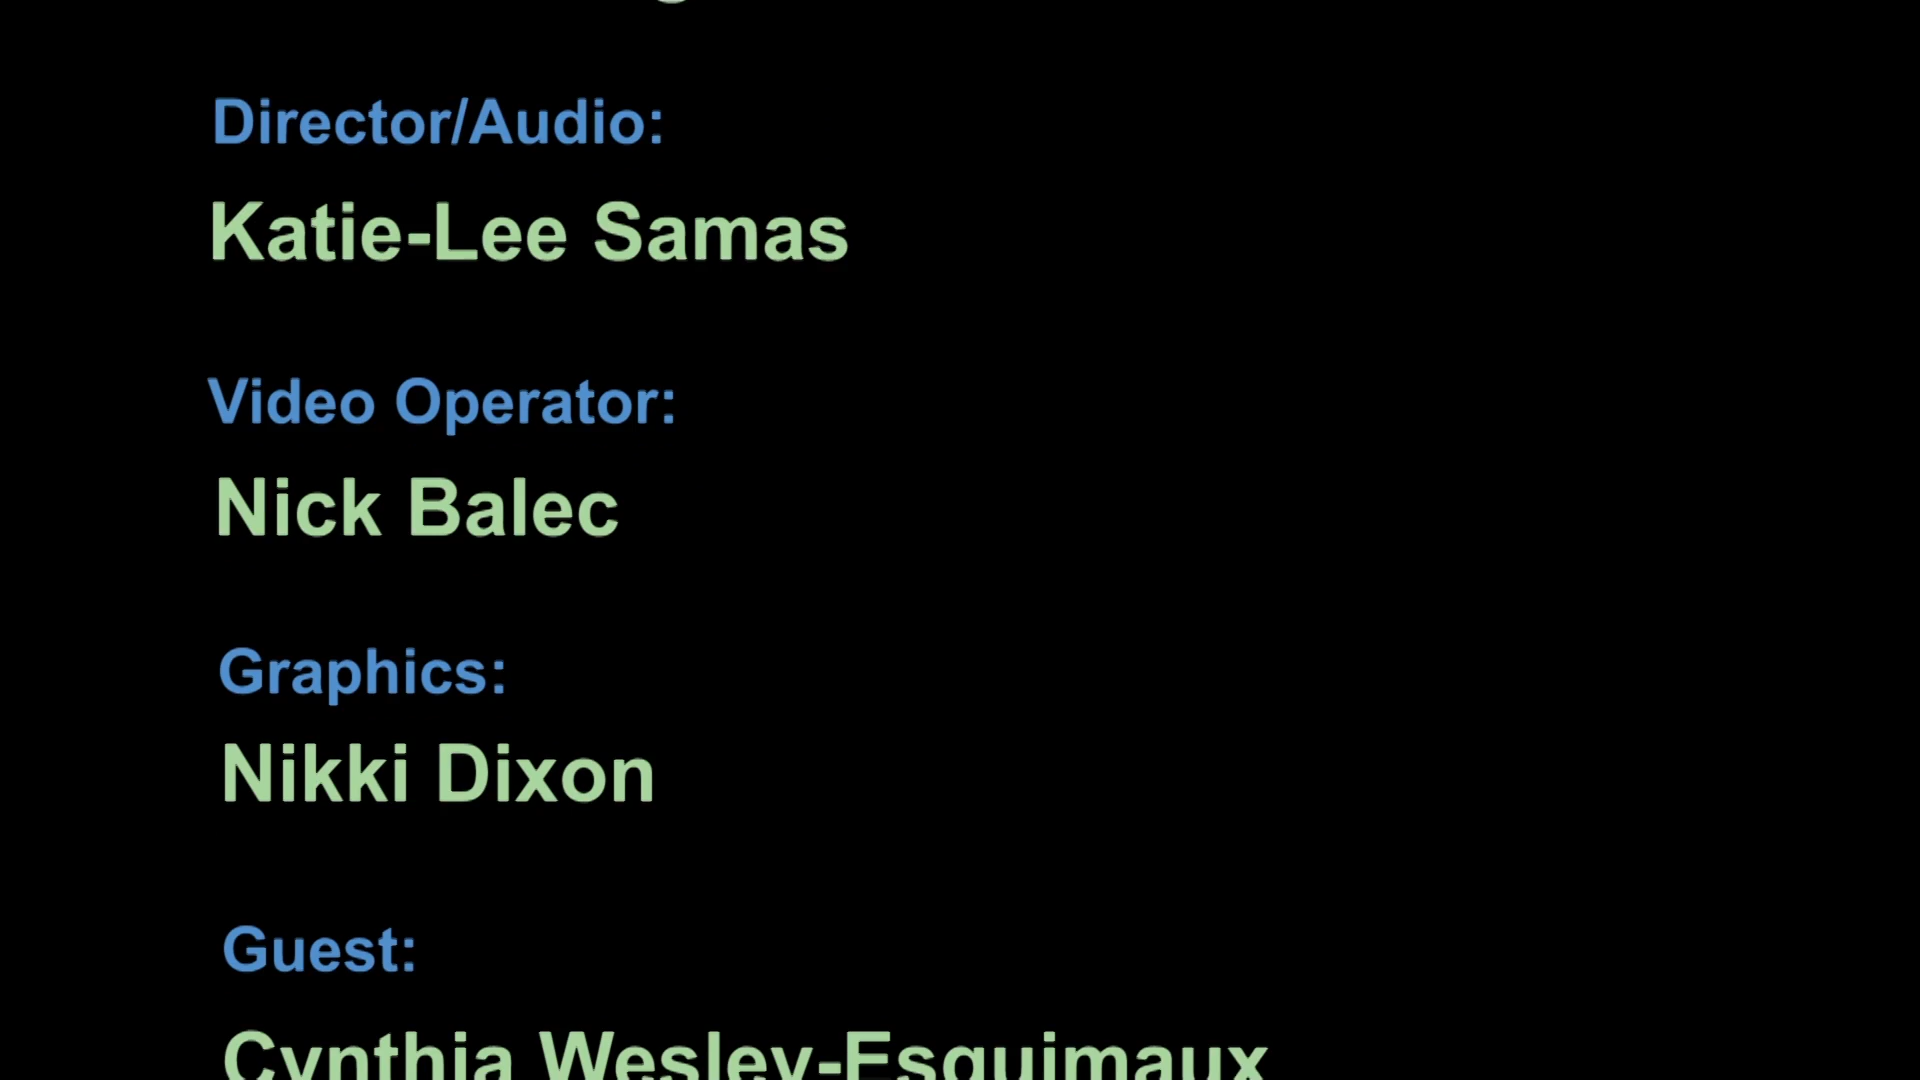 Director/Audio:
Katie-Lee Samas
Video Operator:
Nick Balec
Graphics:
Nikki Dixon
Guest:
Cynthia Wesley-Esquimaux